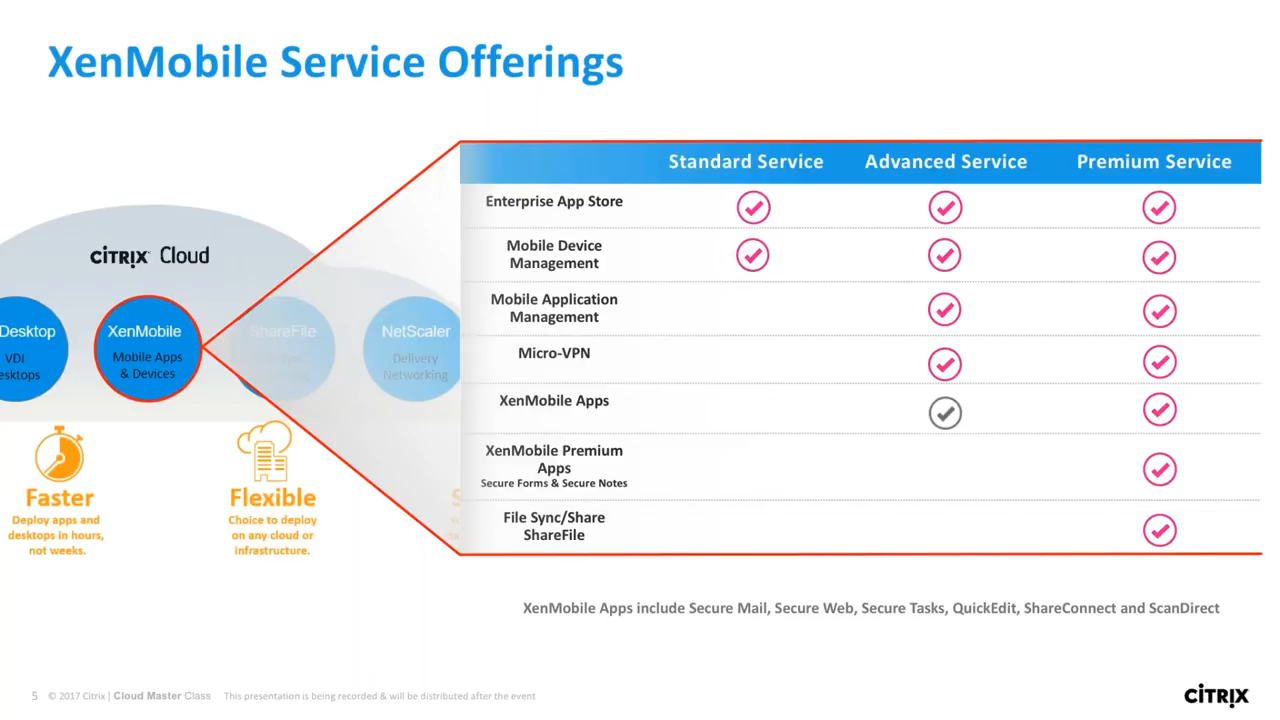 XenMobile Service Offerings
Standard Service Advanced Service Premium Service
Enterprise App Store
Mobile Device
Management
Mobile Application
Management
Micro-VPN
XenMobile Apps
XenMobile Premium
Apps
Secure Forms & Secure Notes
File Sync/Share
ShareFile
CİTRIX Cloud
Desktop
VDI
esktops
XenMobile
Mobile Apps
& Devices
ShareFile
NetScaler
Delivery
Networking
Faster
Deploy apps and
desktops in hours,
not weeks.
Flexible
Choice to deploy
on any cloud or
infrastructure.
XenMobile Apps include Secure Mail, Secure Web, Secure Tasks, QuickEdit, ShareConnect and ScanDirect
5 © 2017 Citrix | Cloud Master Class This presentation is being recorded & will be distributed after the event
CİTRIX